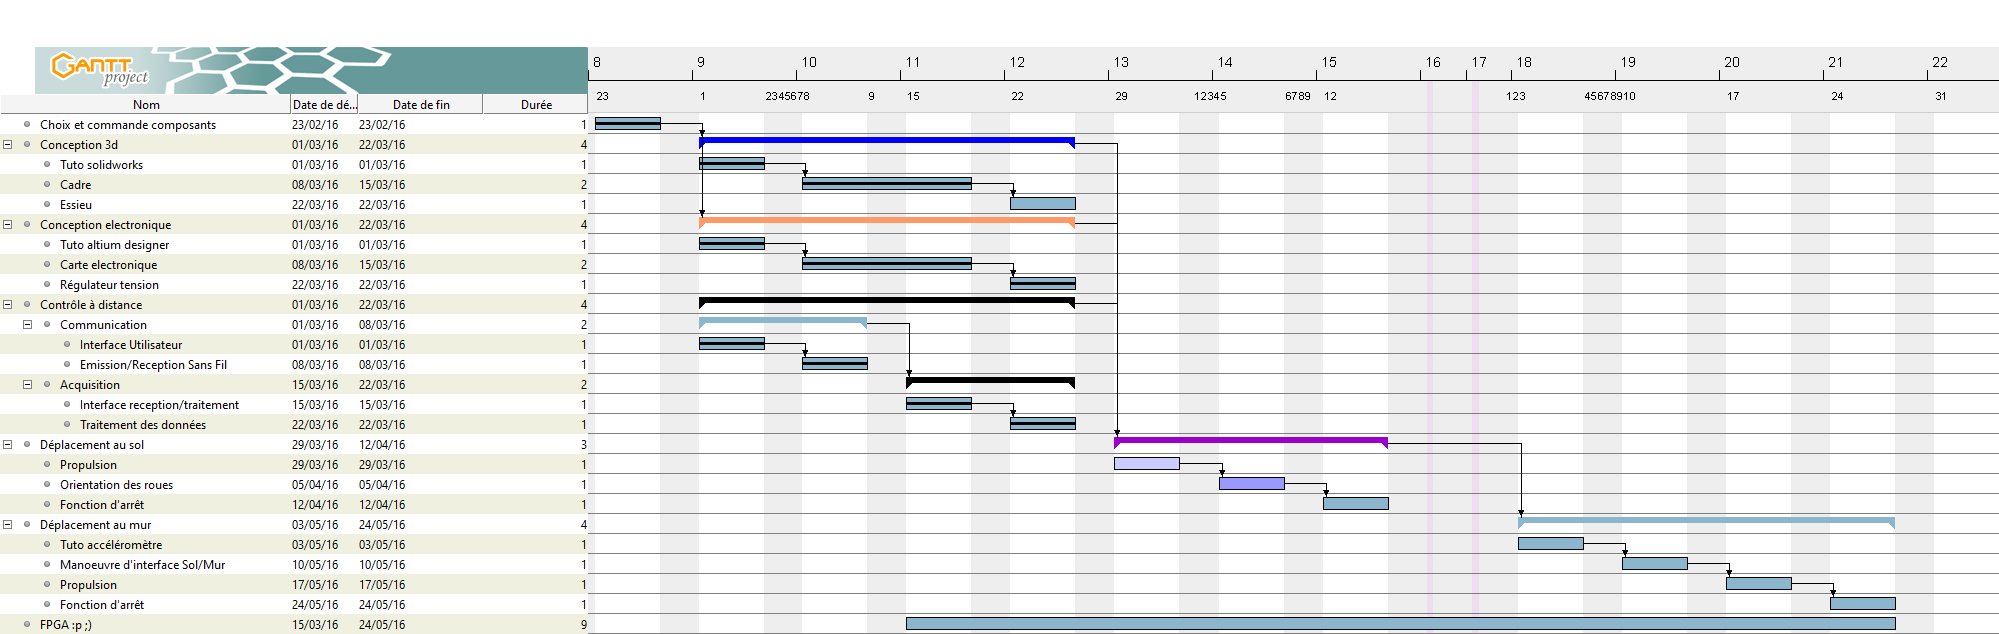 GANTT
project
8 9 10 11 12 13 14 15 16 17 18 19 20 21 22
23 1 2345678 9 15 22 29 12345 6789 12 123 45678910 17 24 31
Nom Date de dé... Date de fin Durée
Choix et commande composants 23/02/16 23/02/16 1
Conception 3d 01/03/16 22/03/16 4
Tuto solidworks 01/03/16 01/03/16 1
Cadre 08/03/16 15/03/16 2
Essieu 22/03/16 22/03/16 1
Conception electronique 01/03/16 22/03/16 4
Tuto altium designer 01/03/16 01/03/16 1
Carte electronique 08/03/16 15/03/16 2
Régulateur tension 22/03/16 22/03/16 1
Contrôle à distance 01/03/16 22/03/16 4
Communication 01/03/16 08/03/16 2
Interface Utilisateur 01/03/16 01/03/16 1
Emission/Reception Sans Fil 08/03/16 08/03/16 1
Acquisition 15/03/16 22/03/16 2
Interface reception/traitement 15/03/16 15/03/16 1
Traitement des données 22/03/16 22/03/16 1
Déplacement au sol 29/03/16 12/04/16 3
Propulsion 29/03/16 29/03/16 1
Orientation des roues 05/04/16 05/04/16 1
Fonction d'arrêt 12/04/16 12/04/16 1
Déplacement au mur 03/05/16 24/05/16 4
Tuto accéléromètre 03/05/16 03/05/16 1
Manoeuvre d'interface Sol/Mur 10/05/16 10/05/16 1
Propulsion 17/05/16 17/05/16 1
Fonction d'arrêt 24/05/16 24/05/16 1
FPGA :p ;) 15/03/16 24/05/16 9